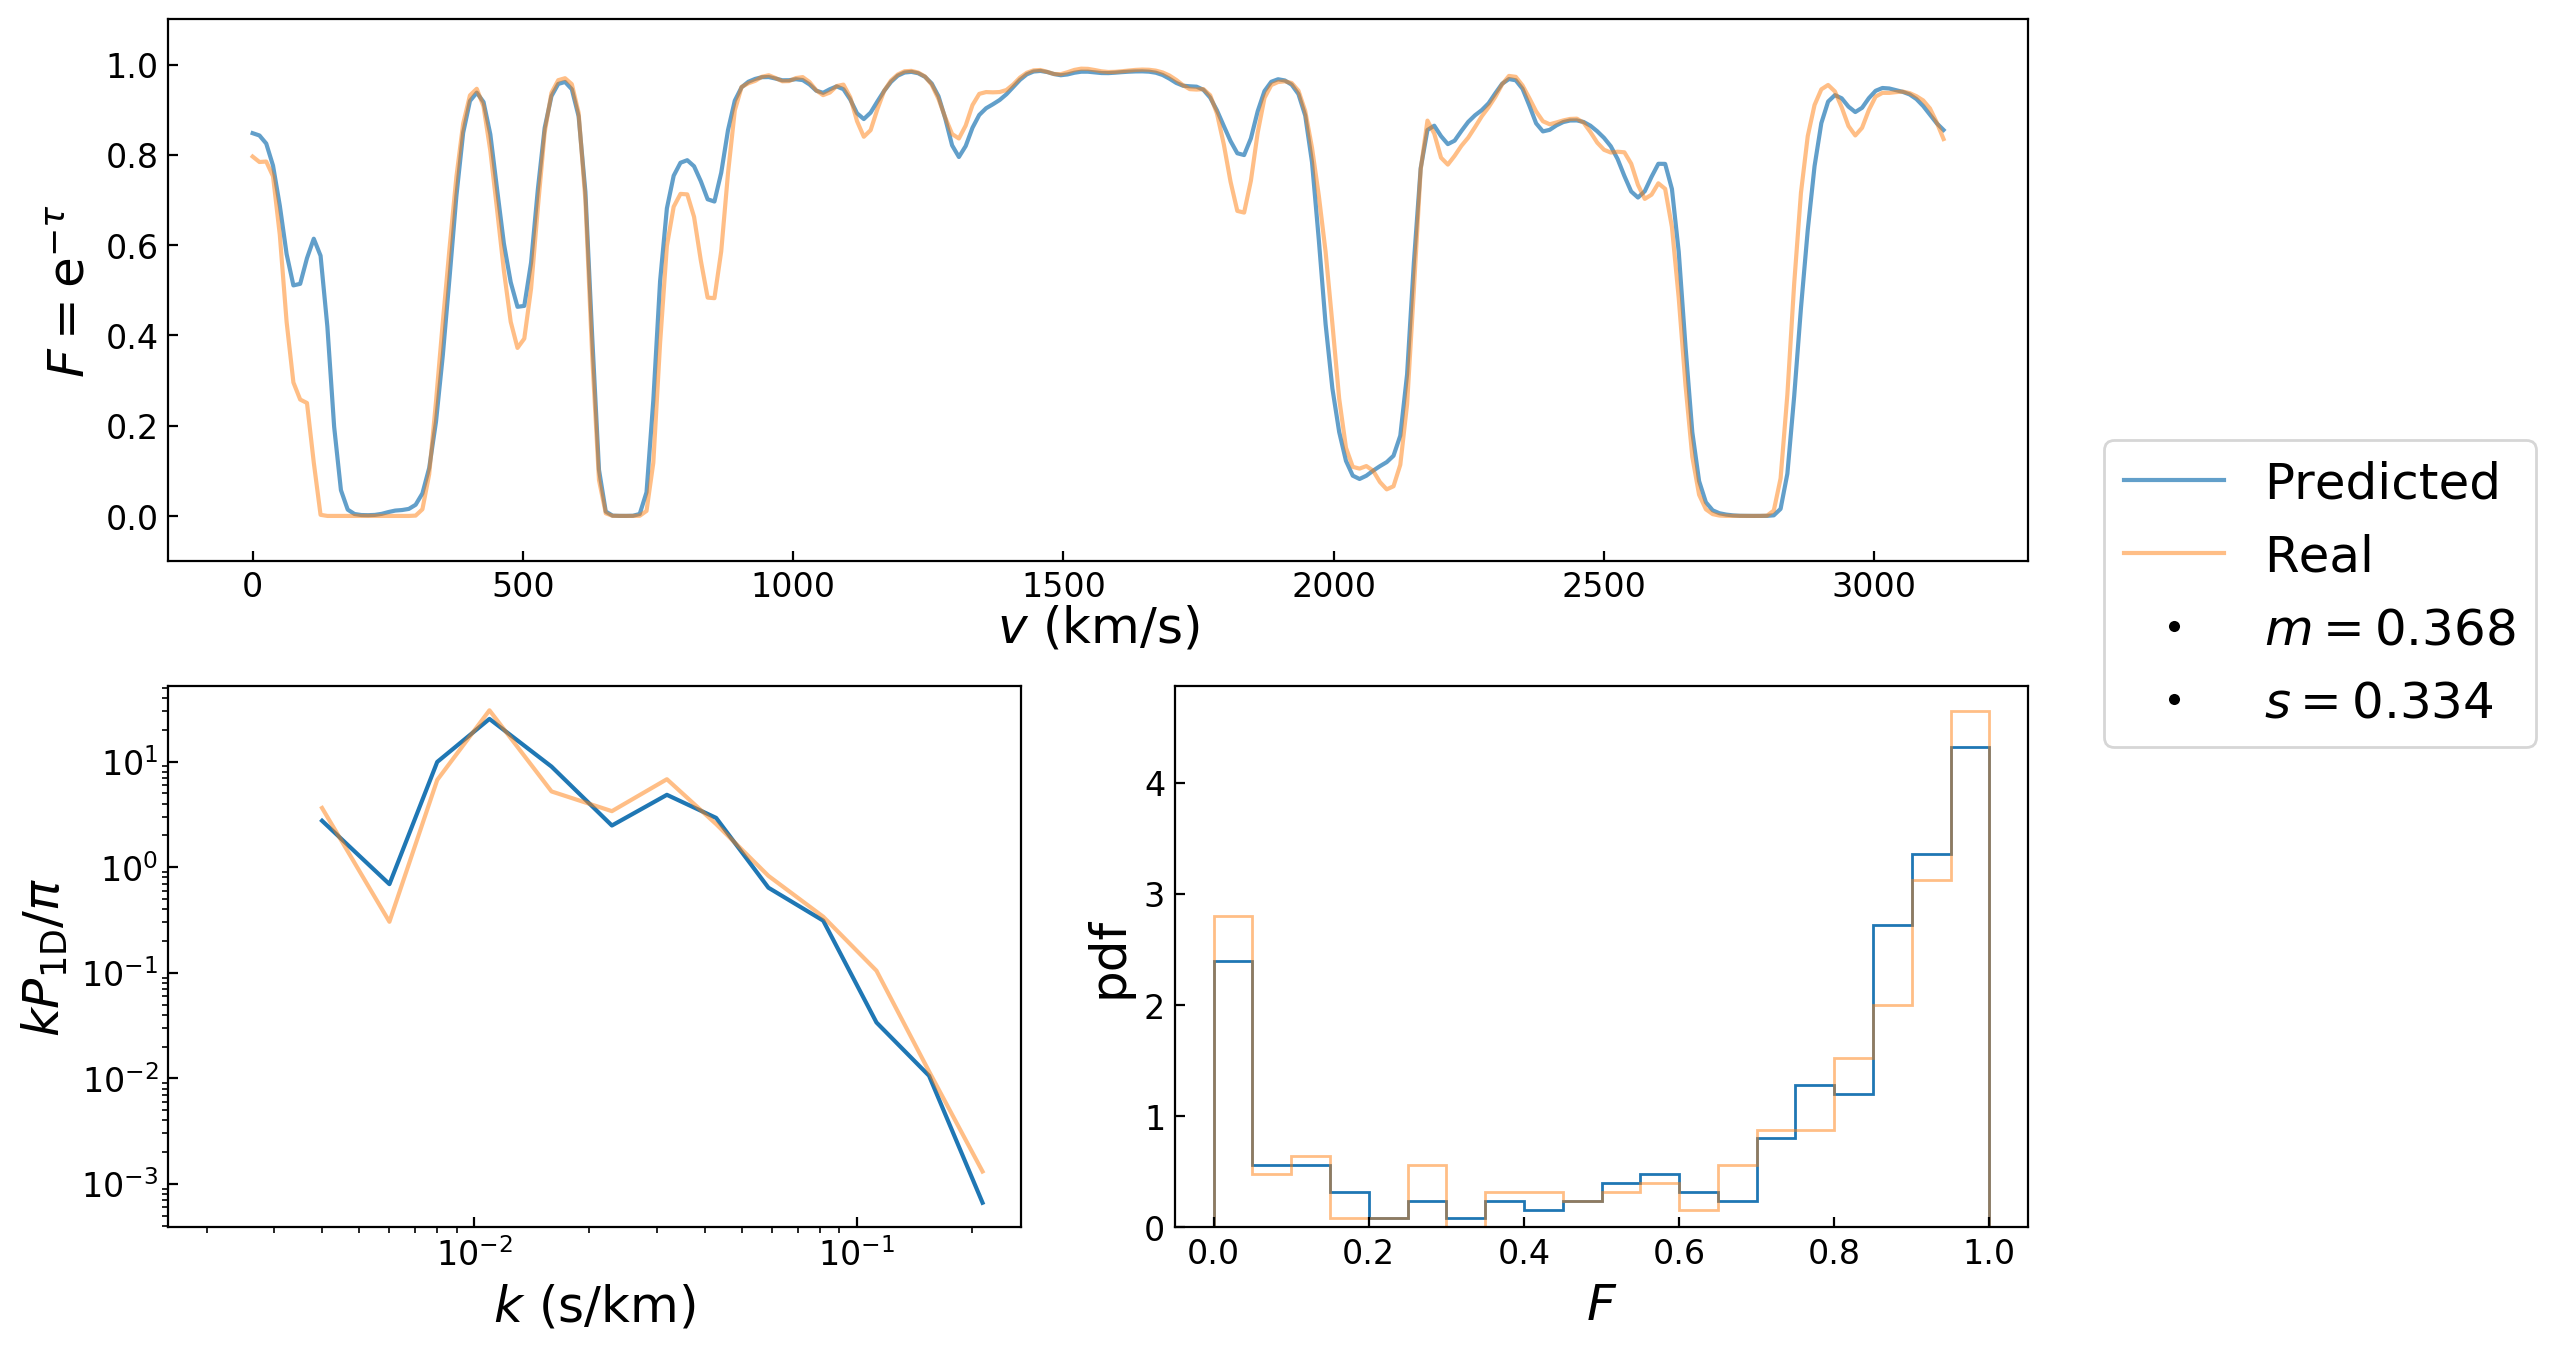 F = e^{−τ}
1.0
0.8
0.6
0.4
0.2
0.0
0 500 1000 1500 2000 2500 3000
v (km/s)
Predicted
Real
m = 0.368
s = 0.334
kP_{1D}/π
10^1
10^0
10^{−1}
10^{−2}
10^{−3}
10^{−2} 10^{−1}
k (s/km)
pdf
4
3
2
1
0
0.0 0.2 0.4 0.6 0.8 1.0
F